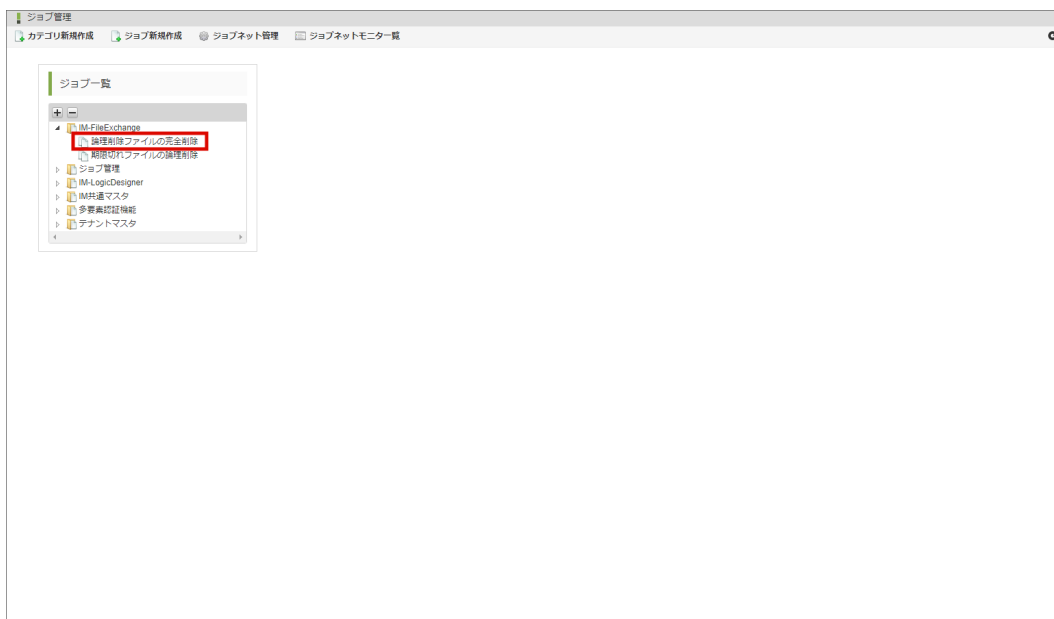 ジョブ管理
カテゴリ新規作成 ジョブ新規作成 ジョブネット管理 ジョブネットモニター覧
ジョブ一覧
IM-FileExchange
論理削除ファイルの完全削除
期限切れファイルの論理削除
ジョブ管理
IM-LogicDesigner
IM共通マスタ
多要素認証機能
テナントマスタ